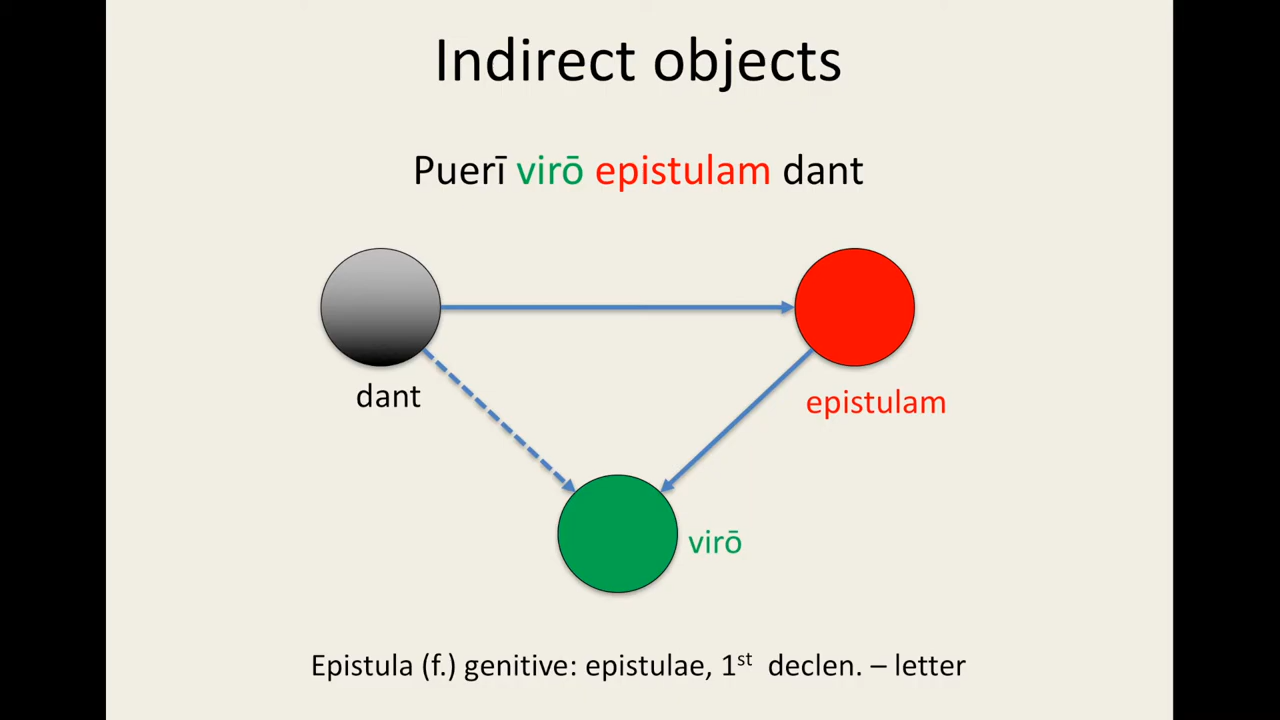 Indirect objects
Puerī virō epistulam dant
dant
epistulam
virō
Epistula (f.) genitive: epistulae, 1st declen. – letter